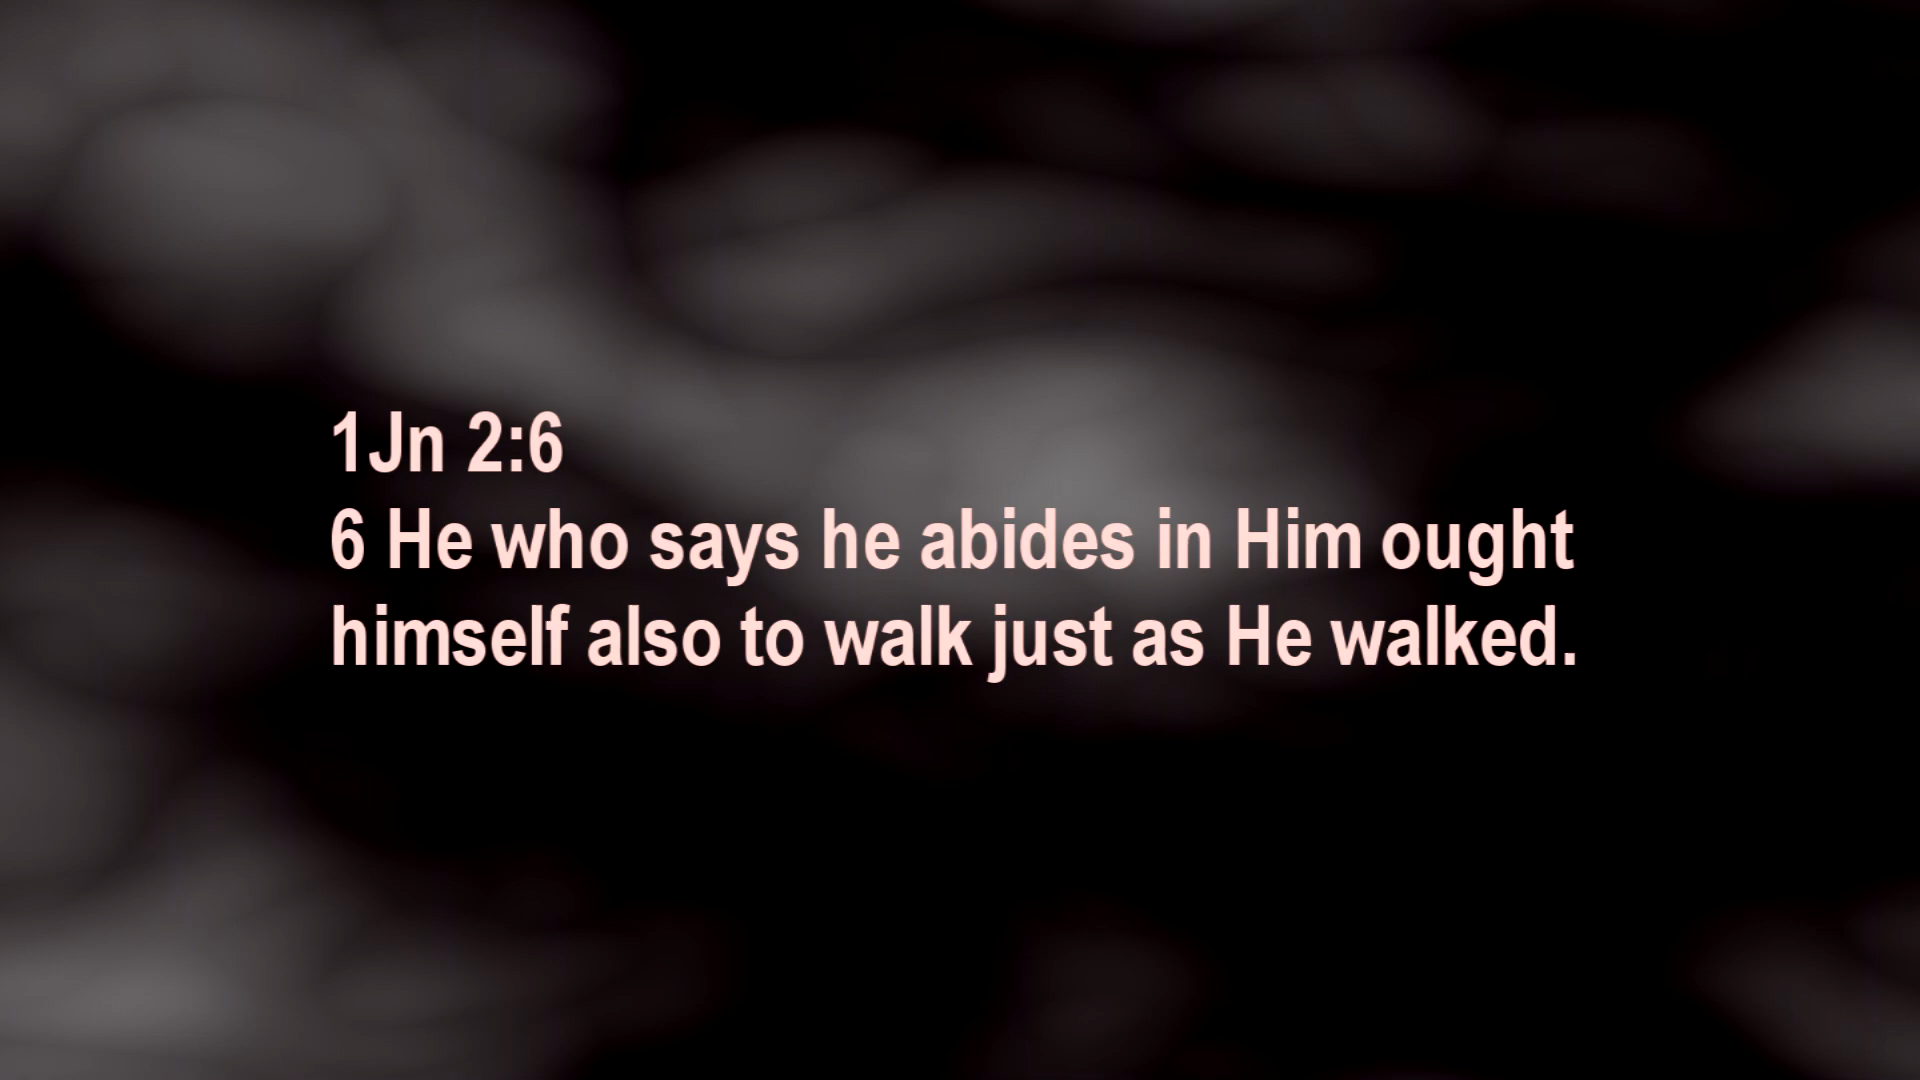 1Jn 2:6
6 He who says he abides in Him ought
himself also to walk just as He walked.